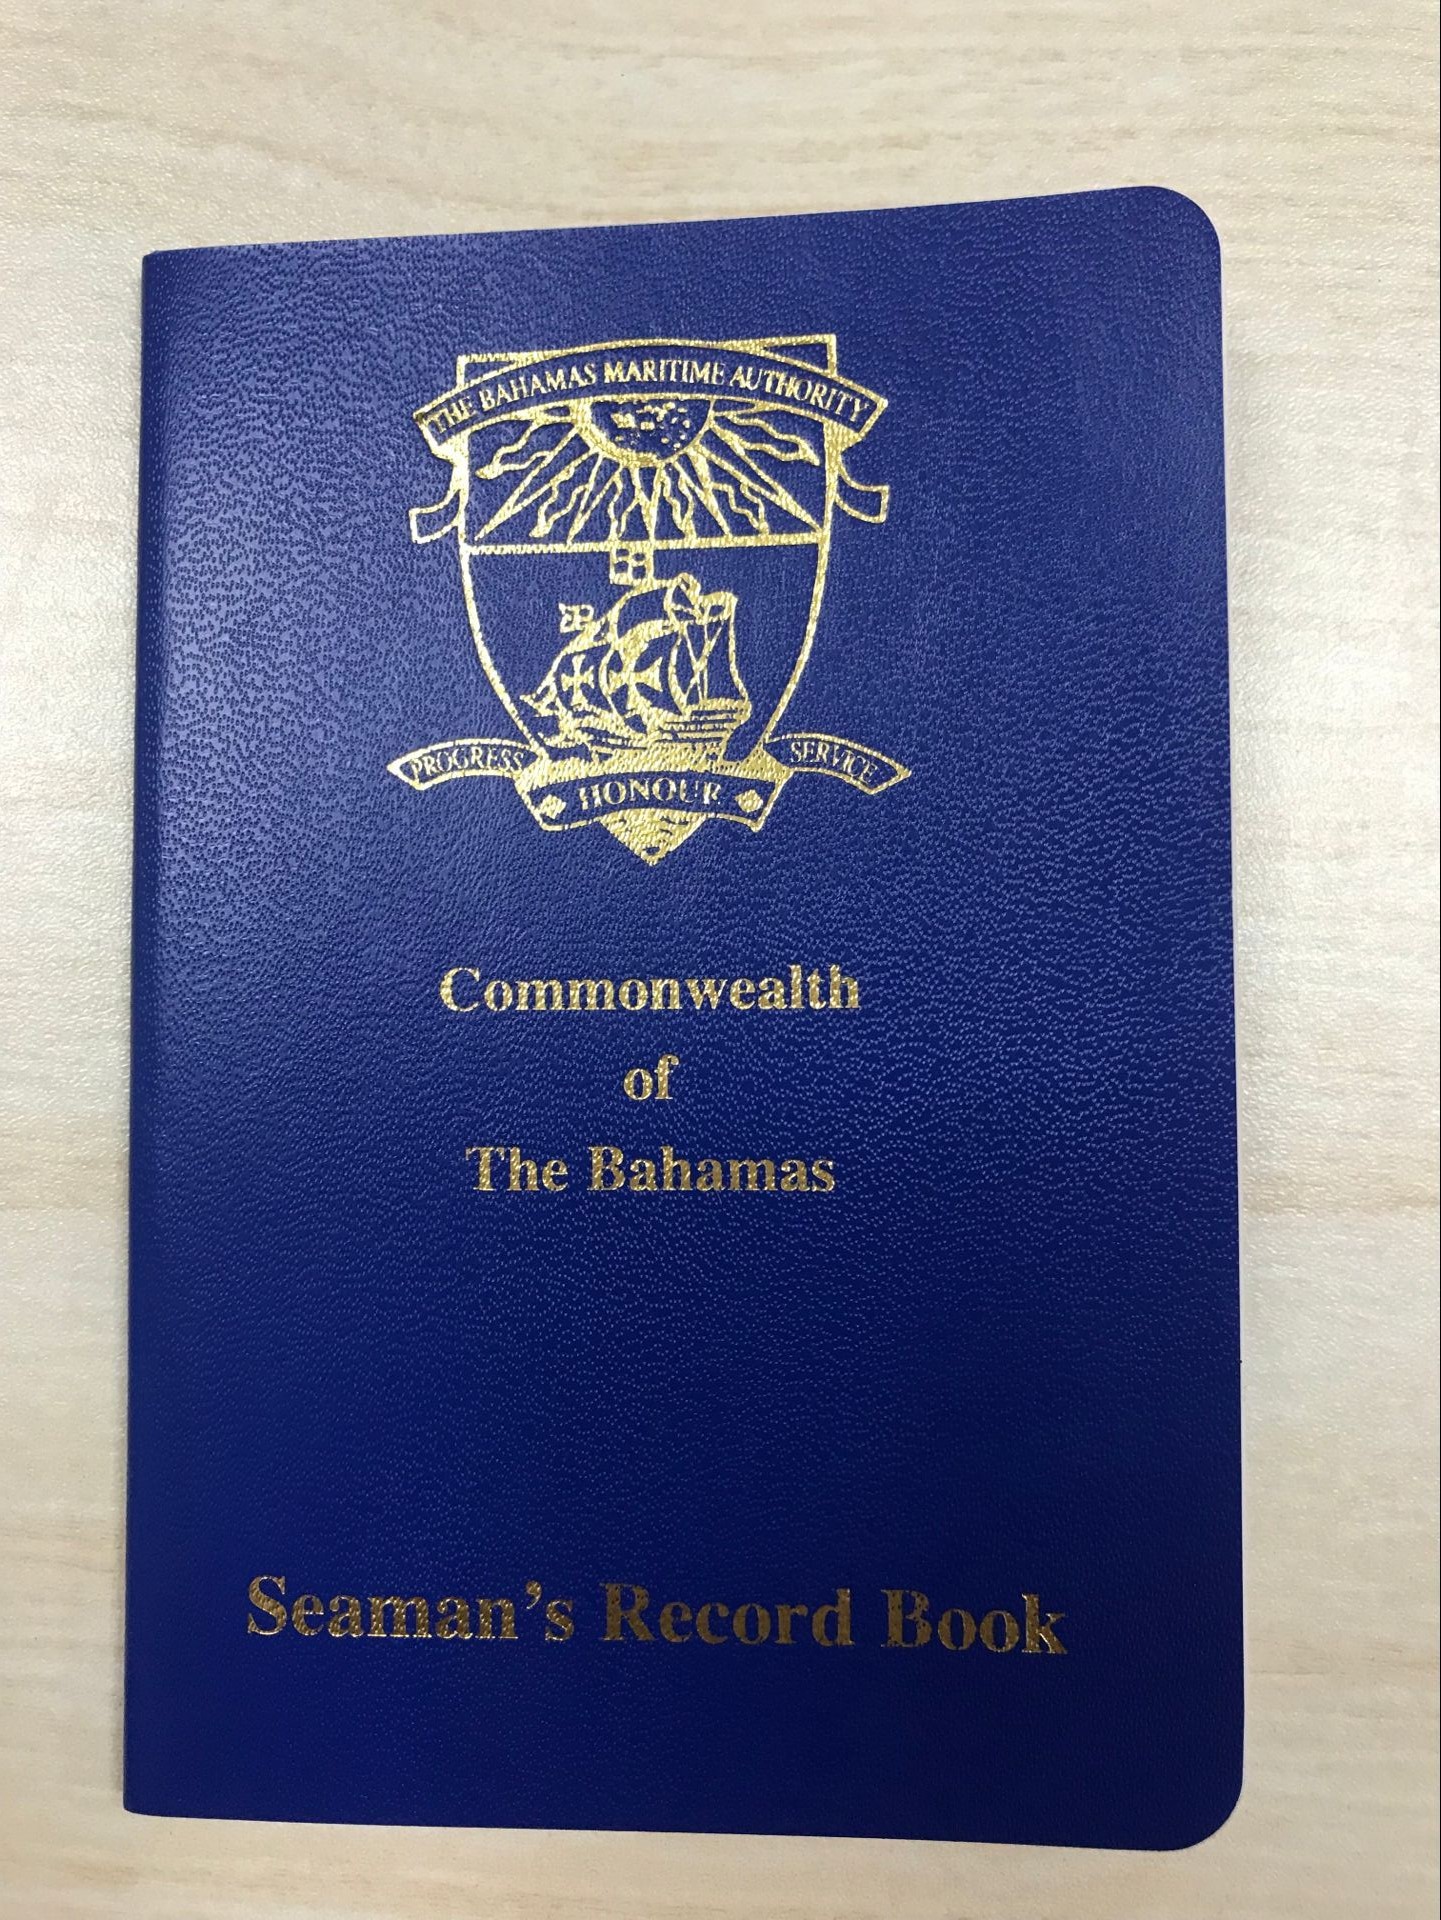 THE BAHAMAS MARITIME AUTHORITY
PROGRESS
HONOUR
SERVICE
Commonwealth
of
The Bahamas
Seaman's Record Book